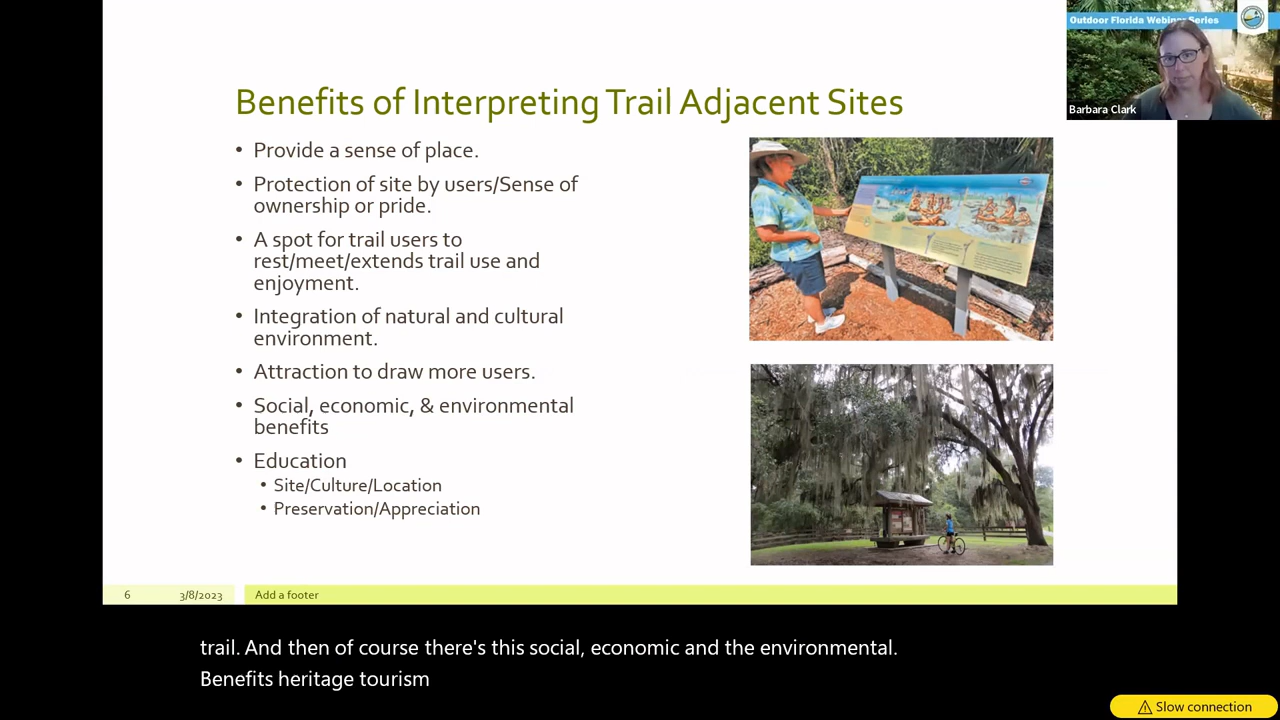 Outdoor Florida Webinar Series
Barbara Clark
Benefits of Interpreting Trail Adjacent Sites
• Provide a sense of place.
• Protection of site by users/Sense of
ownership or pride.
• A spot for trail users to
rest/meet/extends trail use and
enjoyment.
• Integration of natural and cultural
environment.
• Attraction to draw more users.
• Social, economic, & environmental
benefits
• Education
• Site/Culture/Location
• Preservation/Appreciation
6 3/8/2023 Add a footer
trail. And then of course there's this social, economic and the environmental.
Benefits heritage tourism
Slow connection